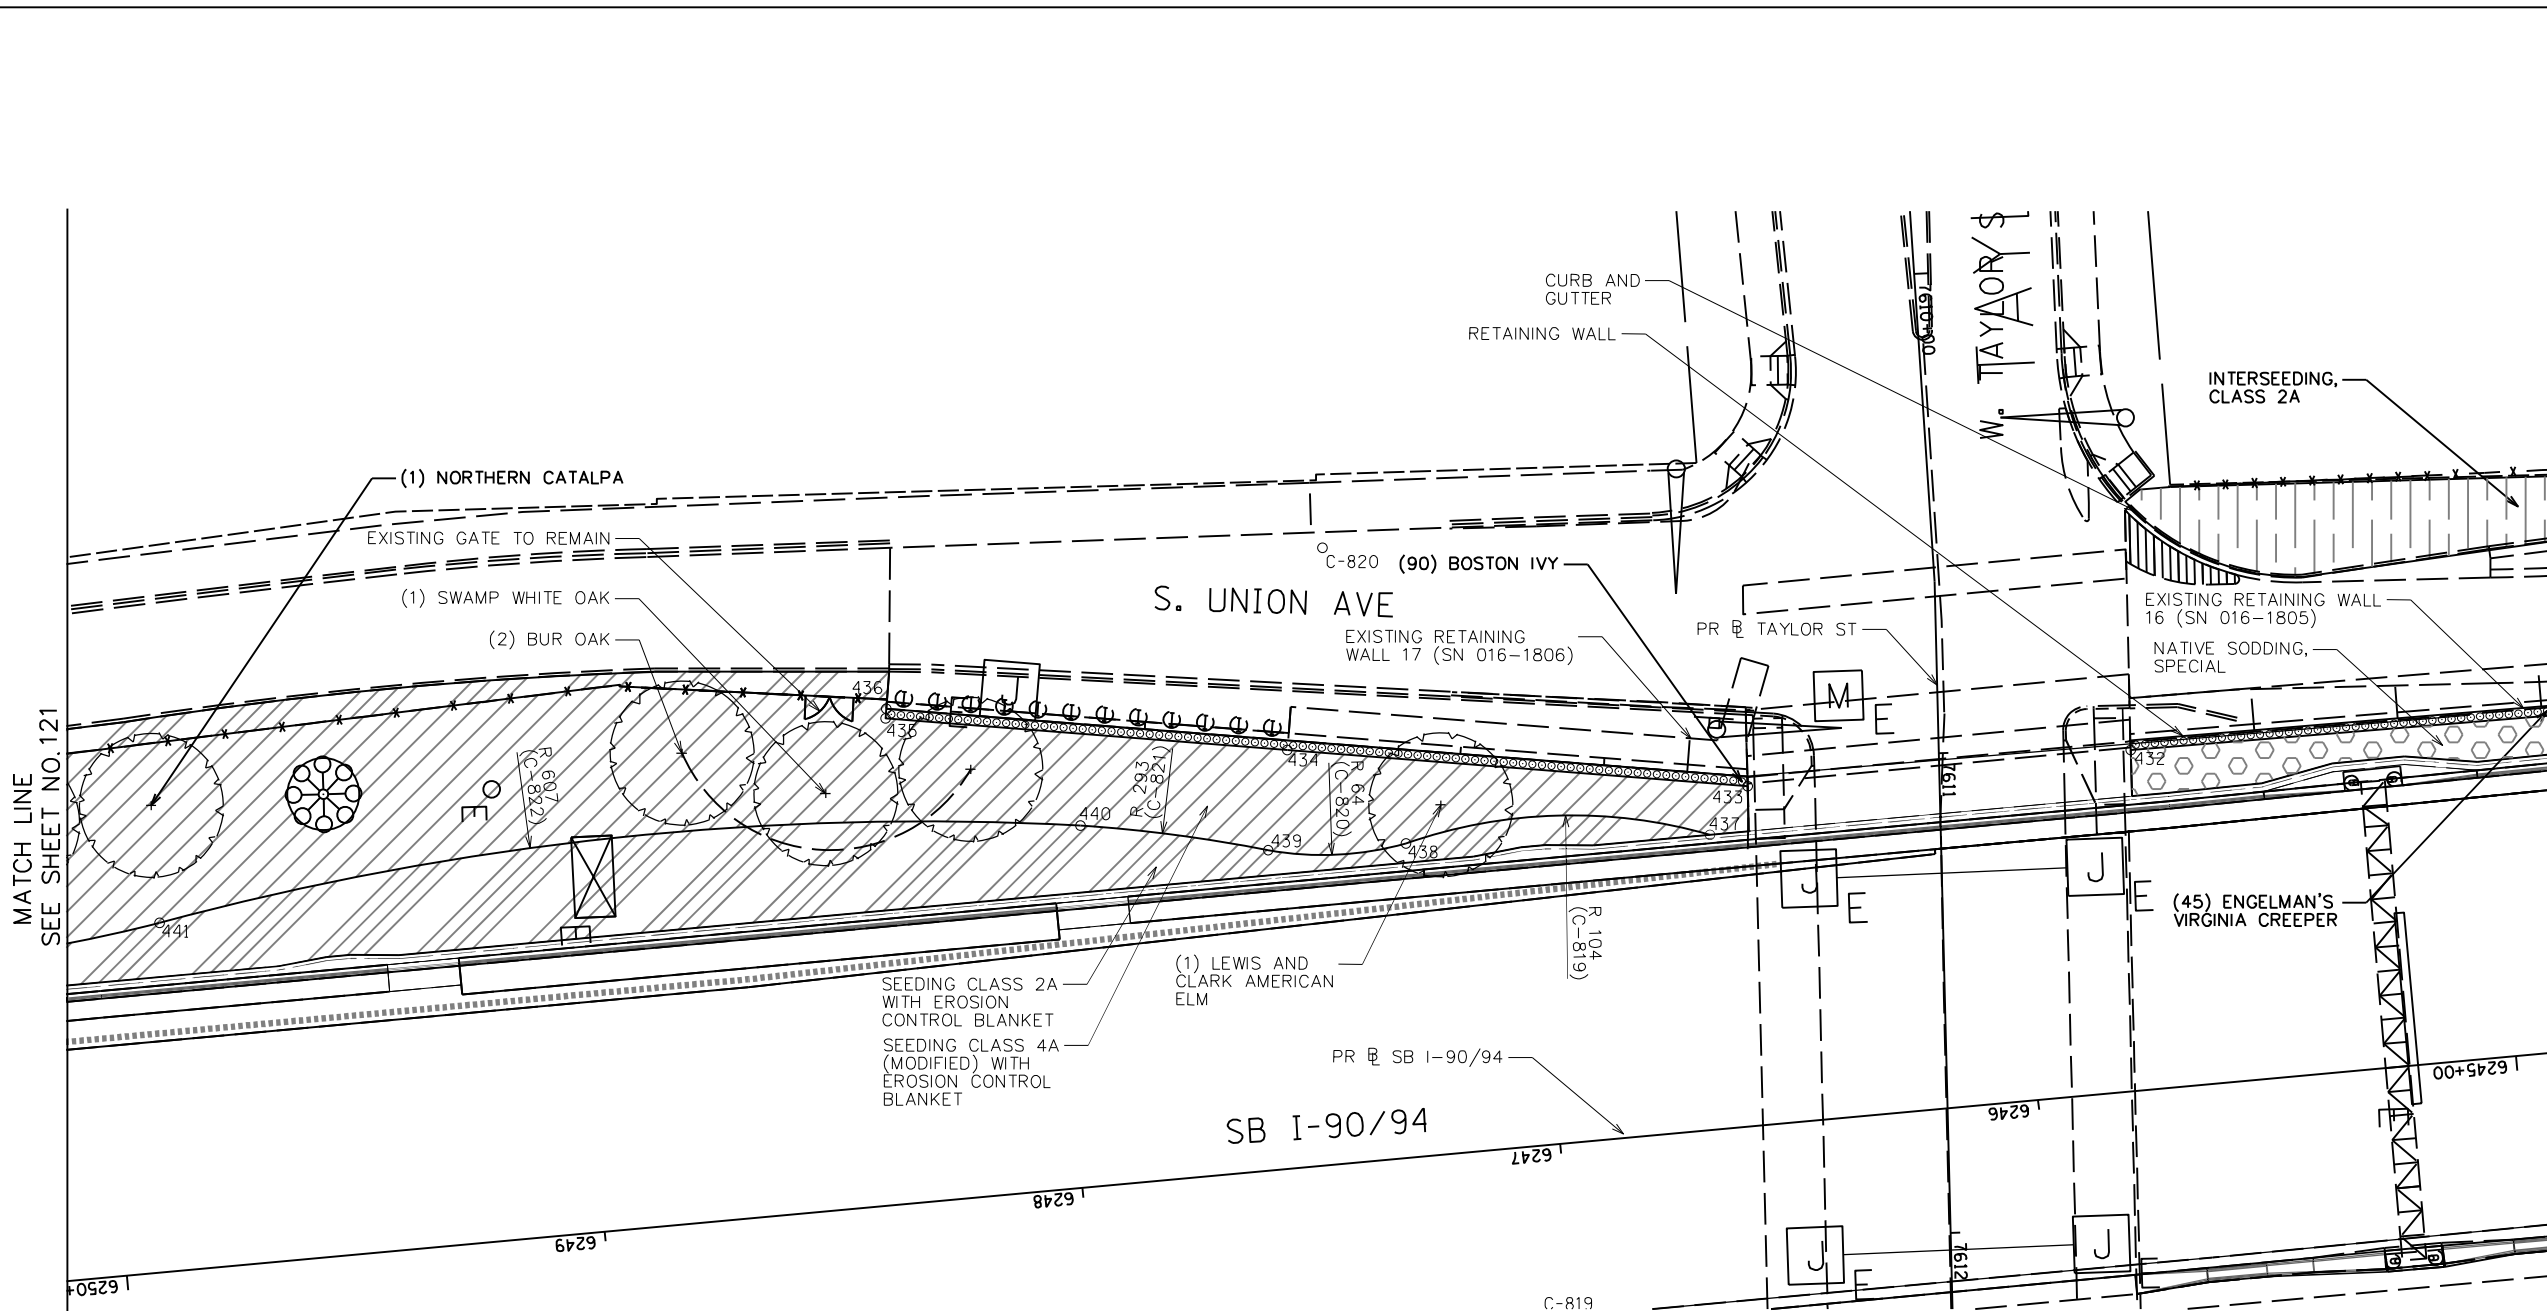 CURB AND
GUTTER
RETAINING WALL
W. TAYLOR S
7610+00
INTERSEEDING,
CLASS 2A
(1) NORTHERN CATALPA
EXISTING GATE TO REMAIN
(1) SWAMP WHITE OAK
(2) BUR OAK
C-820
(90) BOSTON IVY
S. UNION AVE
EXISTING RETAINING
WALL 17 (SN 016-1806)
PR BL TAYLOR ST
EXISTING RETAINING WALL
16 (SN 016-1805)
NATIVE SODDING,
SPECIAL
MATCH LINE
SEE SHEET NO. 121
436
435
434
433
432
J
M
E
7611
R 607
(C-822)
R 293
(C-821)
R 64
(C-820)
440
439
438
437
441
E
E
J
E
J
E
R 104
(C-819)
(45) ENGELMAN'S
VIRGINIA CREEPER
(1) LEWIS AND
CLARK AMERICAN
ELM
SEEDING CLASS 2A
WITH EROSION
CONTROL BLANKET
SEEDING CLASS 4A
(MODIFIED) WITH
EROSION CONTROL
BLANKET
PR BL SB I-90/94
SB I-90/94
6245+00
6246
6247
6248
6249
6250+
E
J
E
J
E
7612
C-819